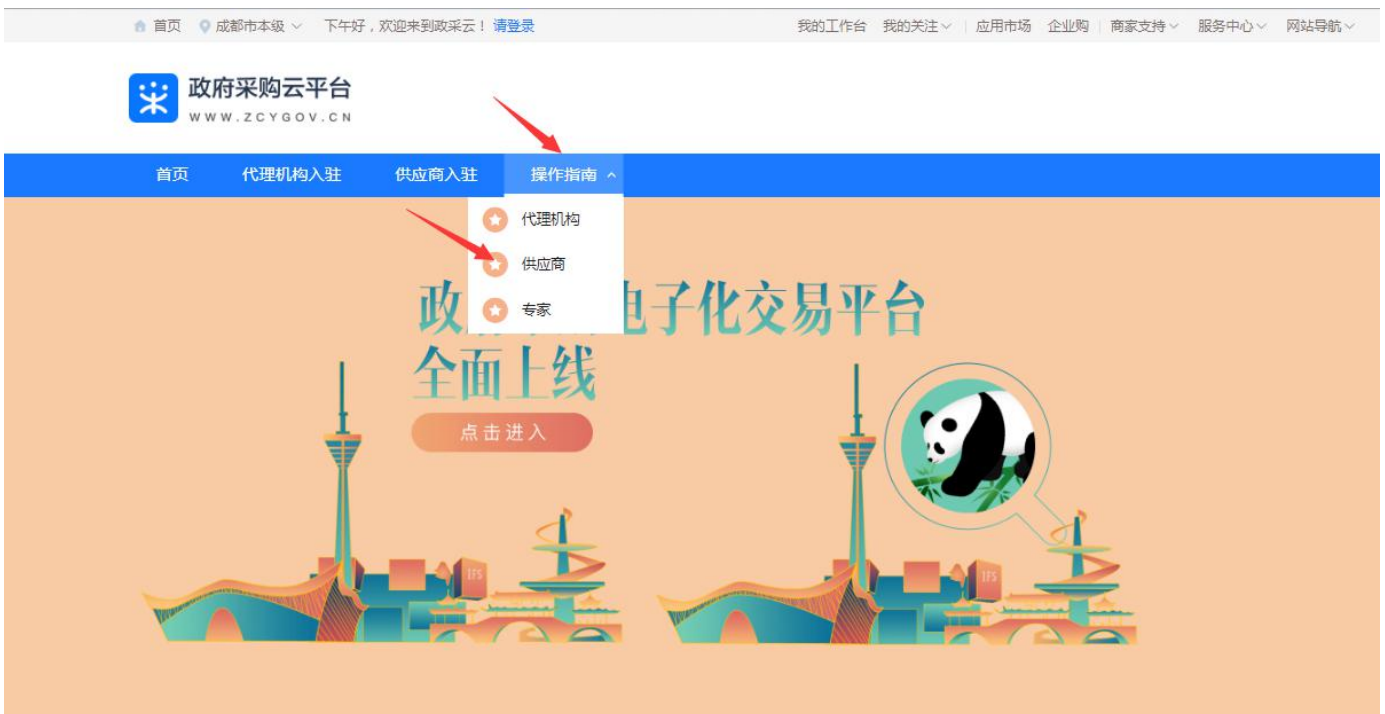 首页 成都市本级 下午好，欢迎来到政采云！ 请登录 我的工作台 我的关注 应用市场 企业购 商家支持 服务中心 网站导航
政府采购云平台
WWW.ZCYGOV.CN
首页 代理机构入驻 供应商入驻 操作指南
代理机构
供应商
专家
政 子化交易平台
全面上线
点击进入
IFS IFS